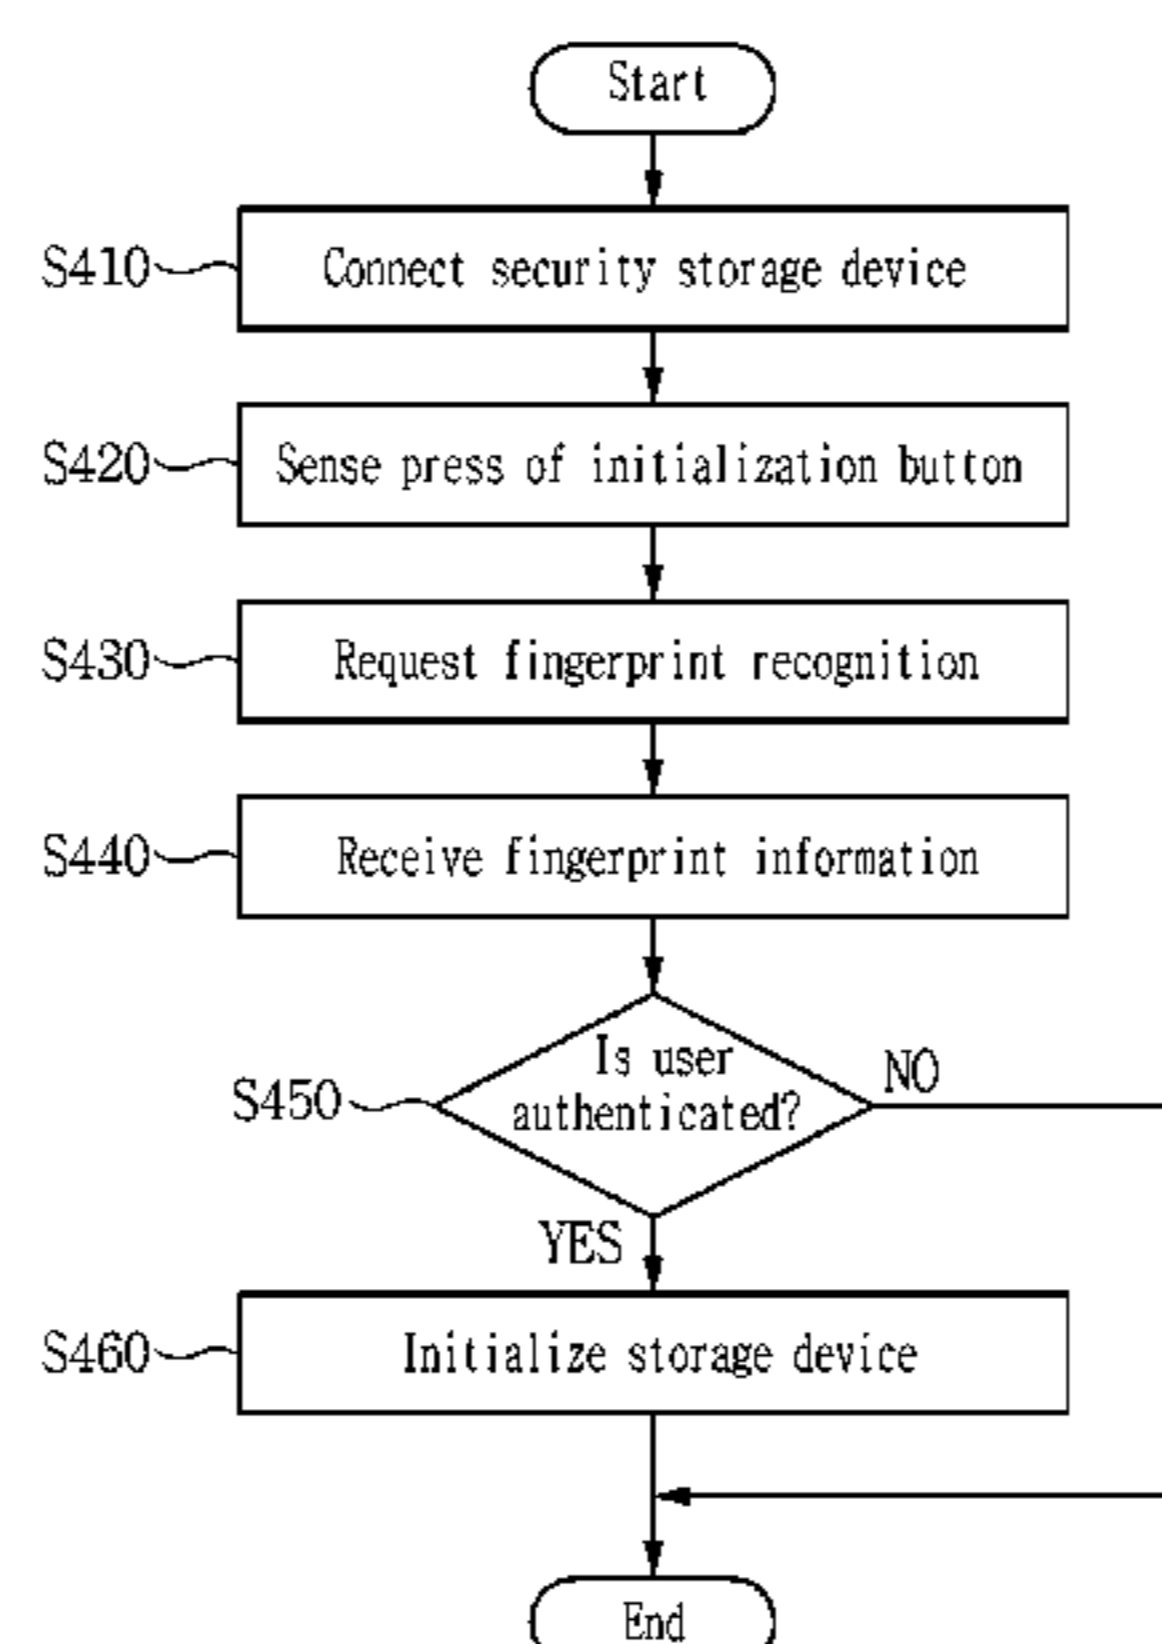 Start
S410
Connect security storage device
S420
Sense press of initialization button
S430
Request fingerprint recognition
S440
Receive fingerprint information
S450
Is user
authenticated?
NO
YES
S460
Initialize storage device
End